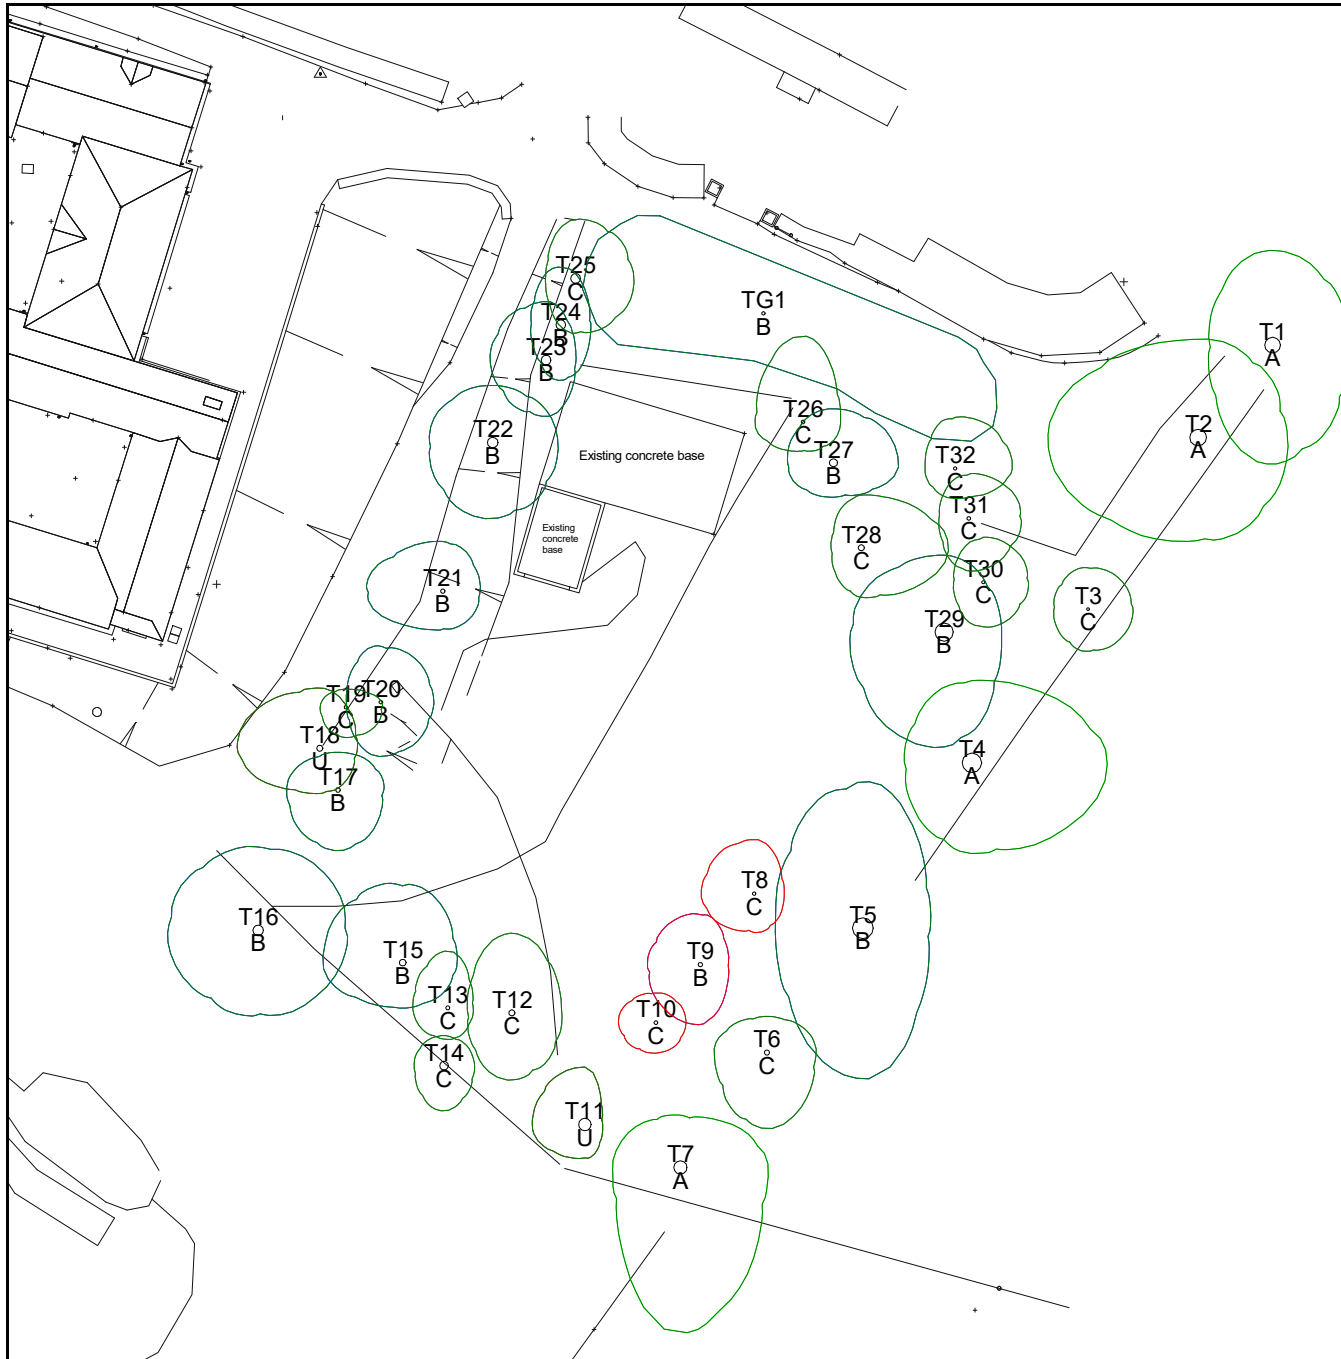 T25
C
TG1
B
T24
B
T1
A
T23
B
T26
C
T2
A
T22
B
Existing concrete base
T27
B
T32
C
T31
C
Existing
concrete
base
T28
C
T30
C
T21
B
T3
C
T29
B
T19
C
T20
B
T18
U
T4
A
T17
B
T8
C
T5
B
T16
B
T15
B
T9
B
T13
C
T12
C
T10
C
T14
C
T6
C
T11
U
T7
A